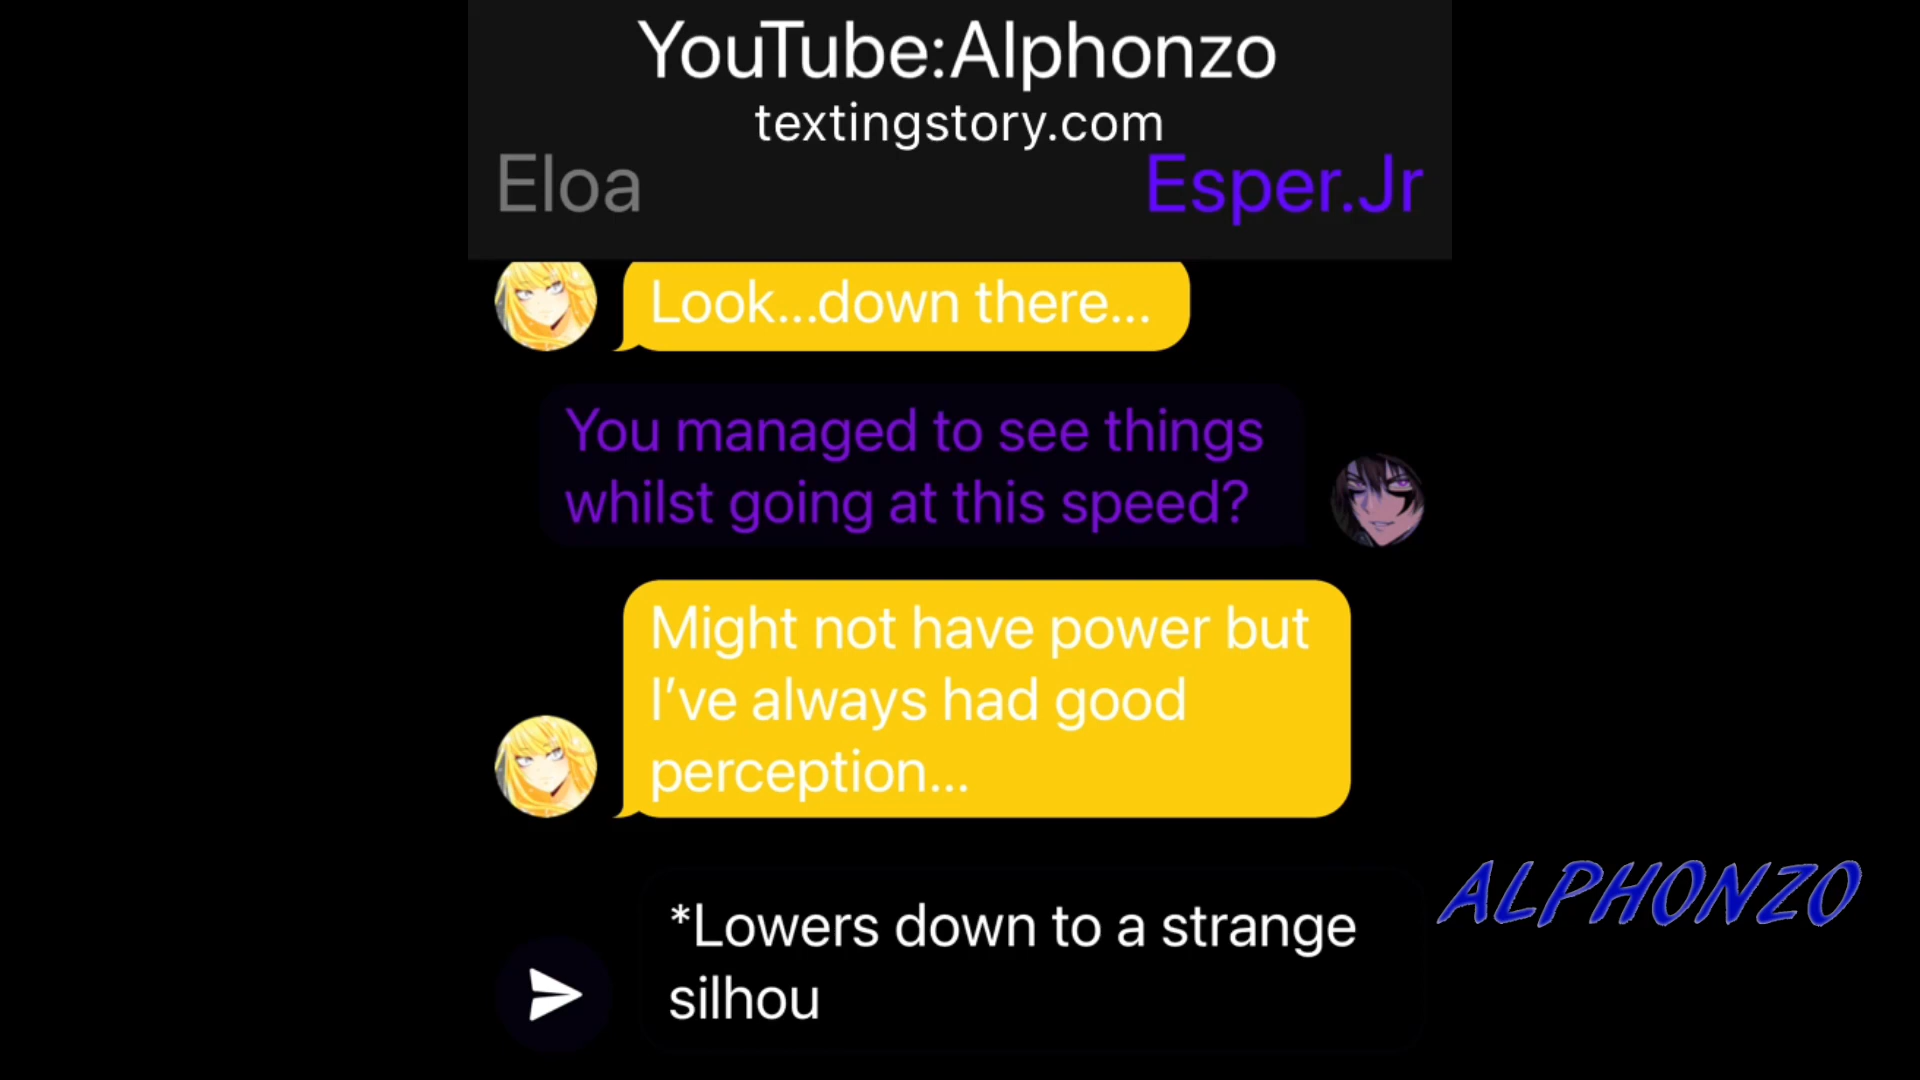 YouTube:Alphonzo
textingstory.com
Eloa
Esper.Jr
Look...down there...
You managed to see things
whilst going at this speed?
Might not have power but
I've always had good
perception...
*Lowers down to a strange
silhou
ALPHONZO